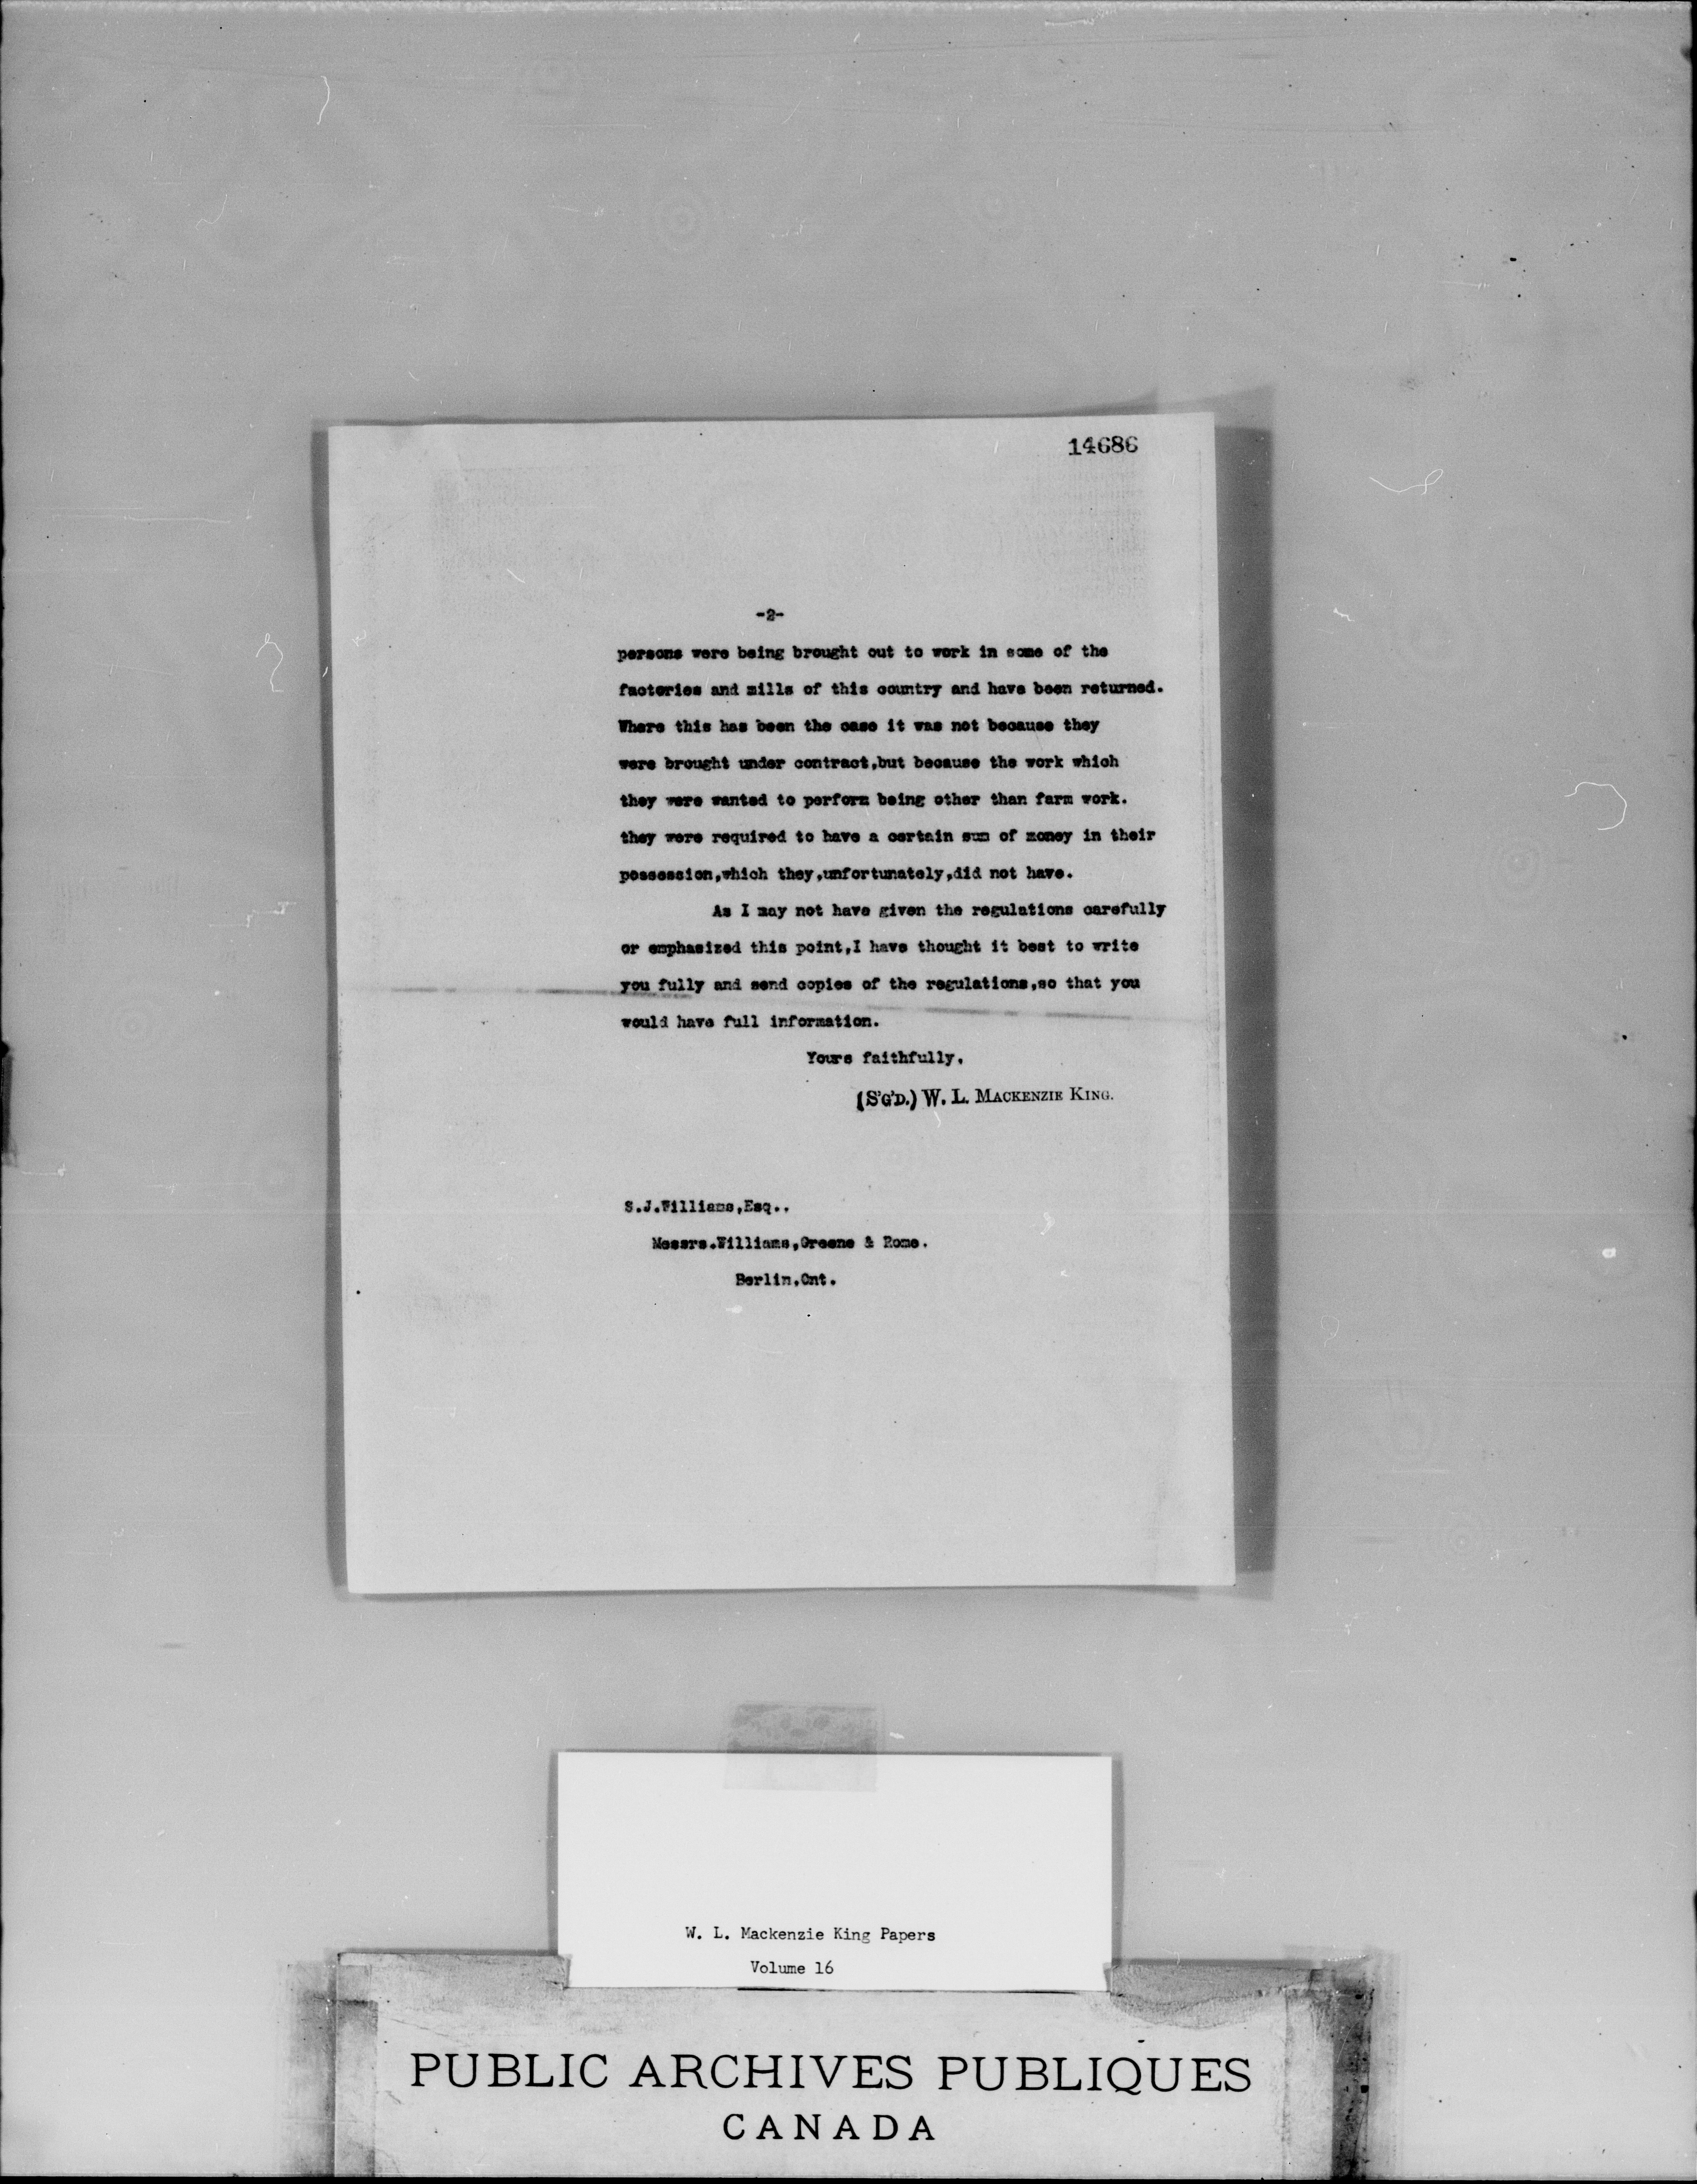 14686
-2-
persons were being brought out to work in some of the
factories and mills of this country and have been returned.
Where this has been the case it was not because they
were brought under contract,but because the work which
they were wanted to perform being other than farm work.
they were required to have a certain sum of money in their
possession,which they,unfortunately,did not have.
As I may not have given the regulations carefully
or emphasized this point,I have thought it best to write
you fully and send copies of the regulations,so that you
would have full information.
Yours faithfully,
(S'G'D.) W. L. MACKENZIE KING.
S.J.Williams,Esq..
Messrs.Williams,Greene & Rome.
Berlin,Ont.
W. L. Mackenzie King Papers
Volume 16
PUBLIC ARCHIVES PUBLIQUES
CANADA